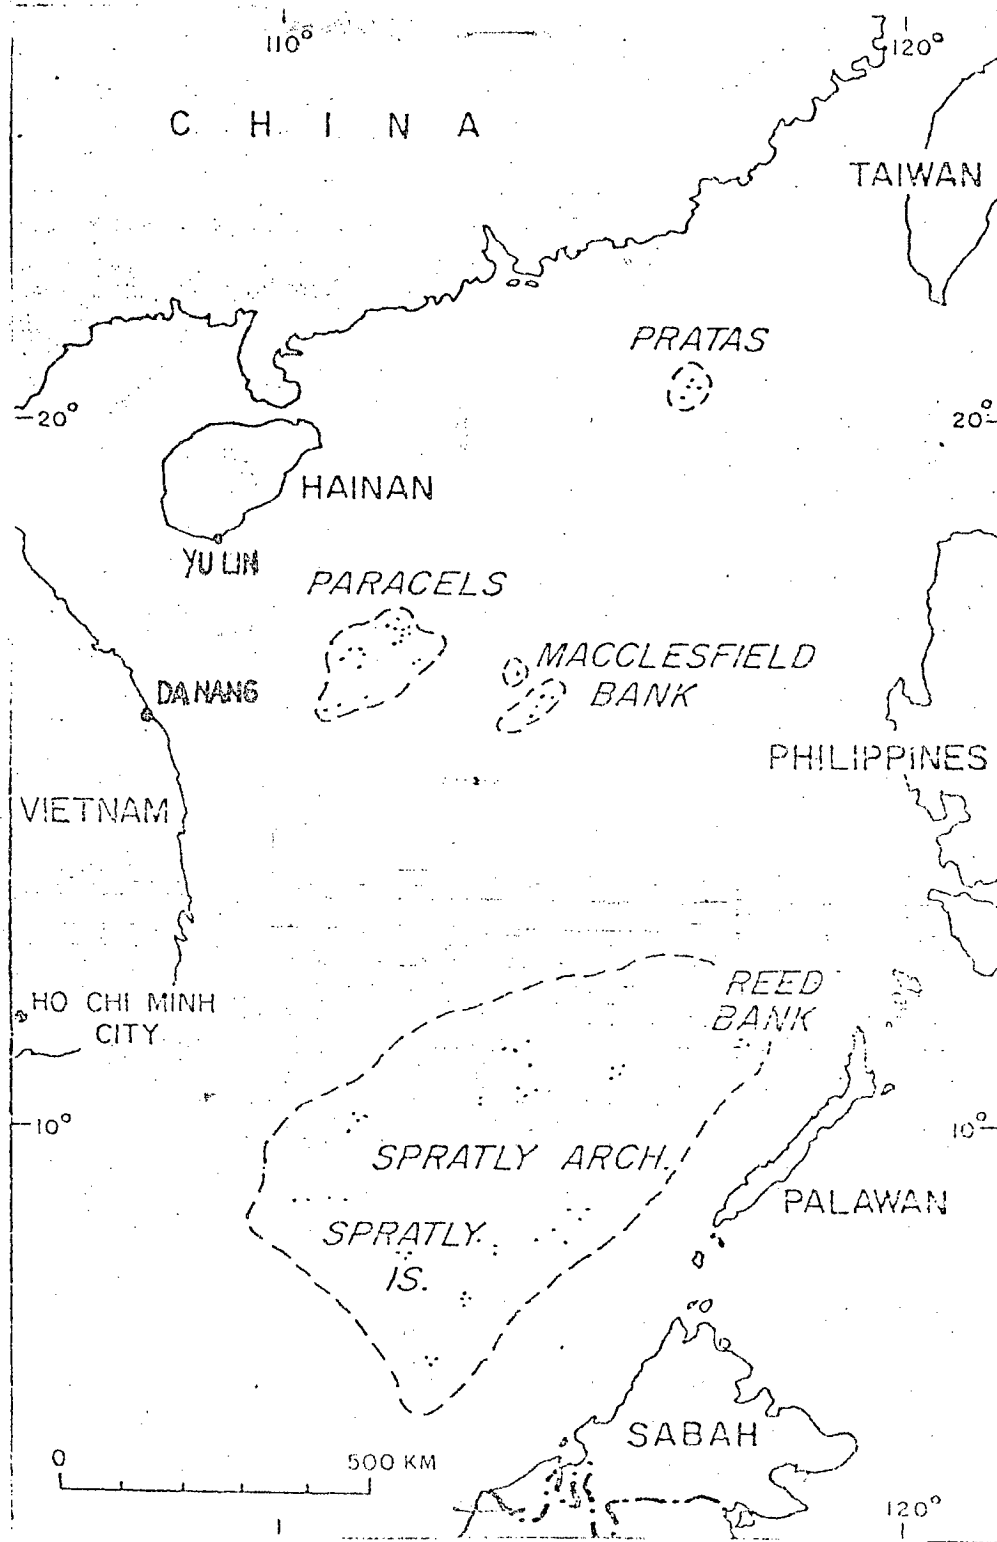 110°
120°
CHINA
TAIWAN
PRATAS
20°
20°
HAINAN
YU LIN
PARACELS
MACCLESFIELD
BANK
DA NANG
PHILIPPINES
VIETNAM
REED
BANK
HO CHI MINH
CITY
10°
10°
SPRATLY ARCH.
PALAWAN
SPRATLY
IS.
SABAH
0
500 KM
120°